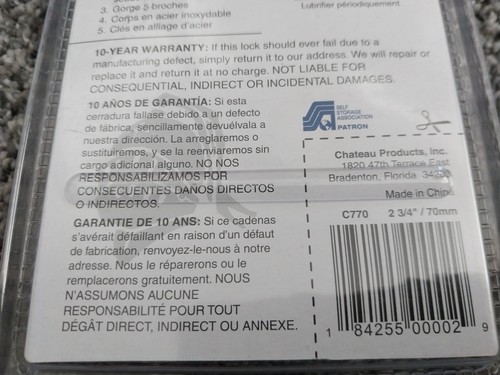 3. Gorge 5 broches
4. Corps en acier inoxydable
5. Clés en alliage d'acier
Lubrifier périodiquement
10-YEAR WARRANTY: If this lock should ever fail due to a
manufacturing defect, simply return it to our address. We will repair or
replace it and return it at no charge. NOT LIABLE FOR
CONSEQUENTIAL, INDIRECT OR INCIDENTAL DAMAGES.
10 AÑOS DE GARANTÍA: Si esta
cerradura fallase debido a un defecto
de fábrica, sencillamente devuélvala a
nuestra dirección. La arreglaremos o
sustituiremos, y se la reenviaremos sin
cargo adicional alguno. NO NOS
RESPONSABILIZAMOS POR
CONSECUENTES DAÑOS DIRECTOS
O INDIRECTOS.
GARANTIE DE 10 ANS: Si ce cadenas
s'avérait défaillant en raison d'un défaut
de fabrication, renvoyez-le-nous à notre
adresse. Nous le réparerons ou le
remplacerons gratuitement. NOUS
N'ASSUMONS AUCUNE
RESPONSABILITÉ POUR TOUT
DÉGÂT DIRECT, INDIRECT OU ANNEXE.
SELF
STORAGE
ASSOCIATION
PATRON
Chateau Products, Inc.
1820 47th Terrace East
Bradenton, Florida
Made in China
C770 2 3/4" / 70mm
1 84255 00002 9